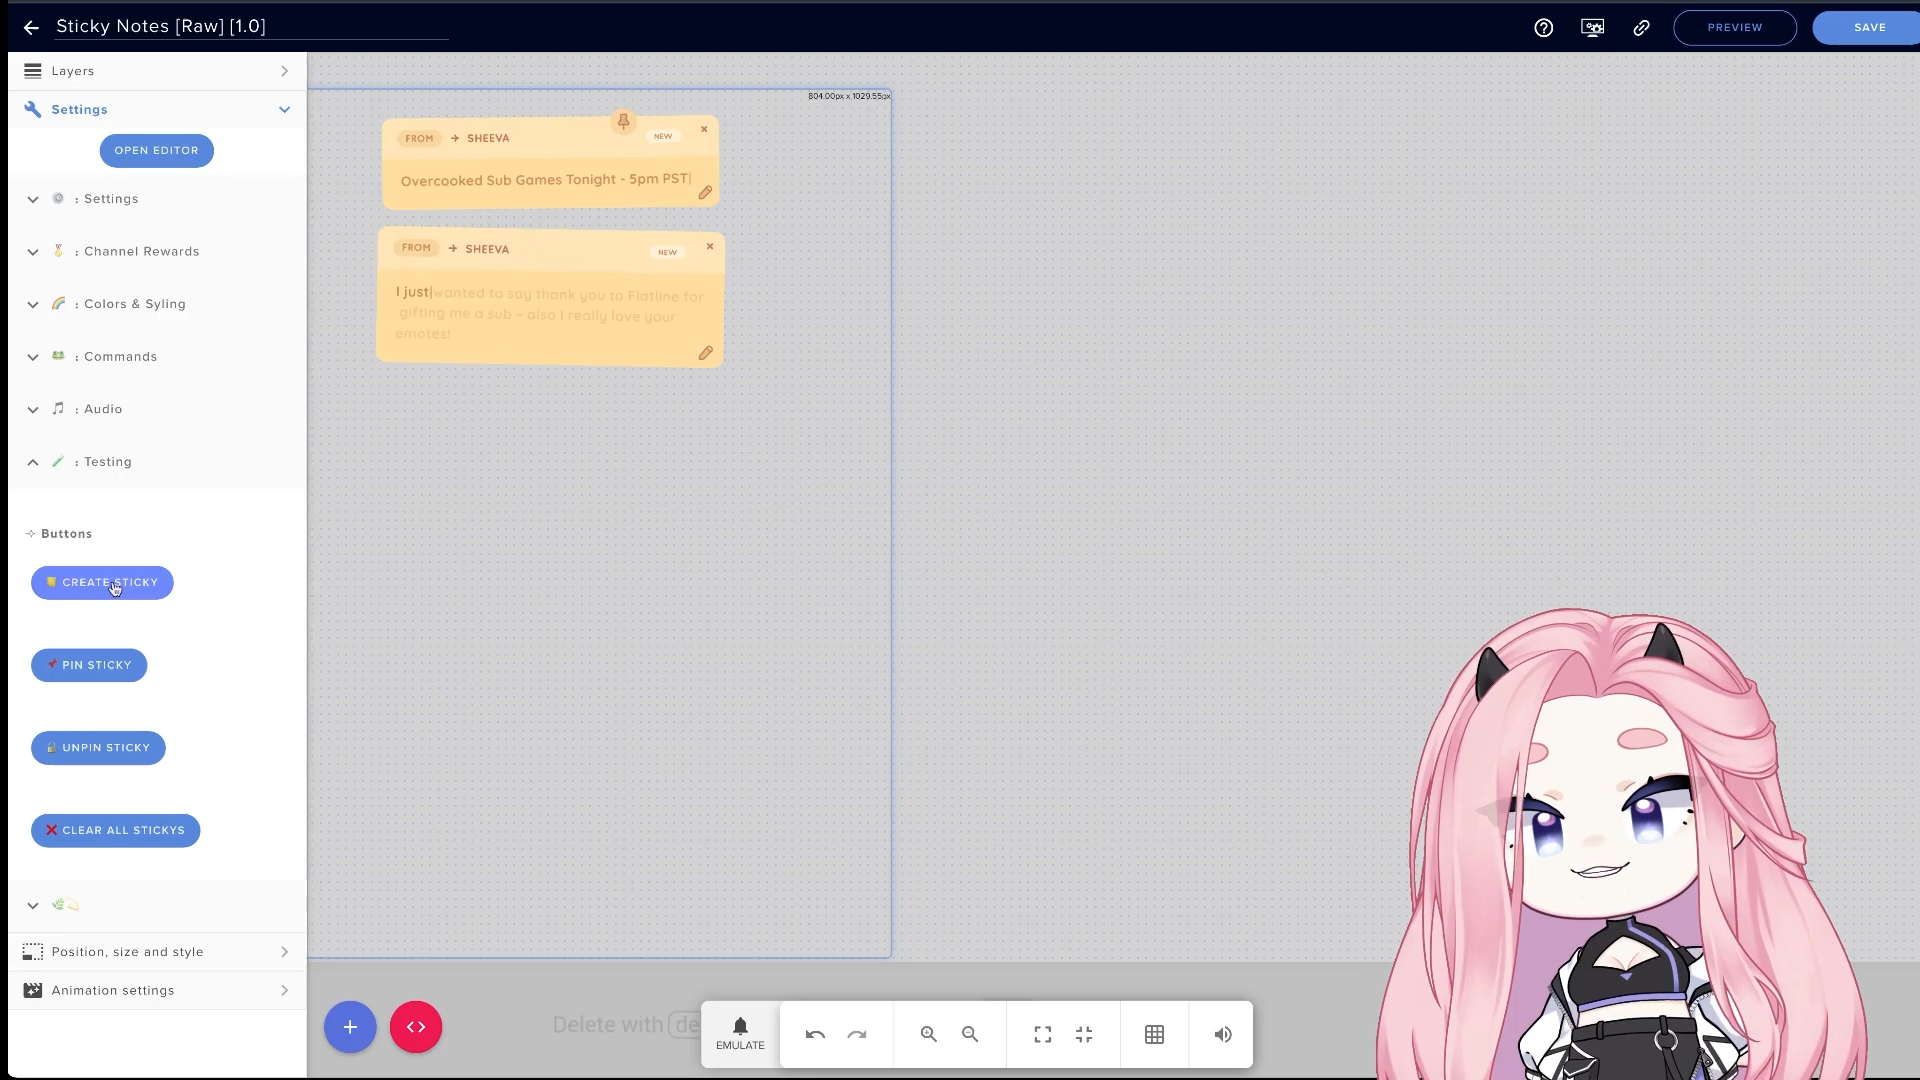 Sticky Notes [Raw] [1.0]
PREVIEW
SAVE
Layers
Settings
OPEN EDITOR
: Settings
: Channel Rewards
: Colors & Syling
: Commands
: Audio
: Testing
Buttons
CREATE STICKY
PIN STICKY
UNPIN STICKY
CLEAR ALL STICKYS
Position, size and style
Animation settings
804.00px x 1029.55px
FROM → SHEEVA
NEW
Overcooked Sub Games Tonight - 5pm PST
FROM → SHEEVA
NEW
I just wanted to say thank you to Flatline for
gifting me a sub ~ also I really love your
emotes!
Delete with de
EMULATE